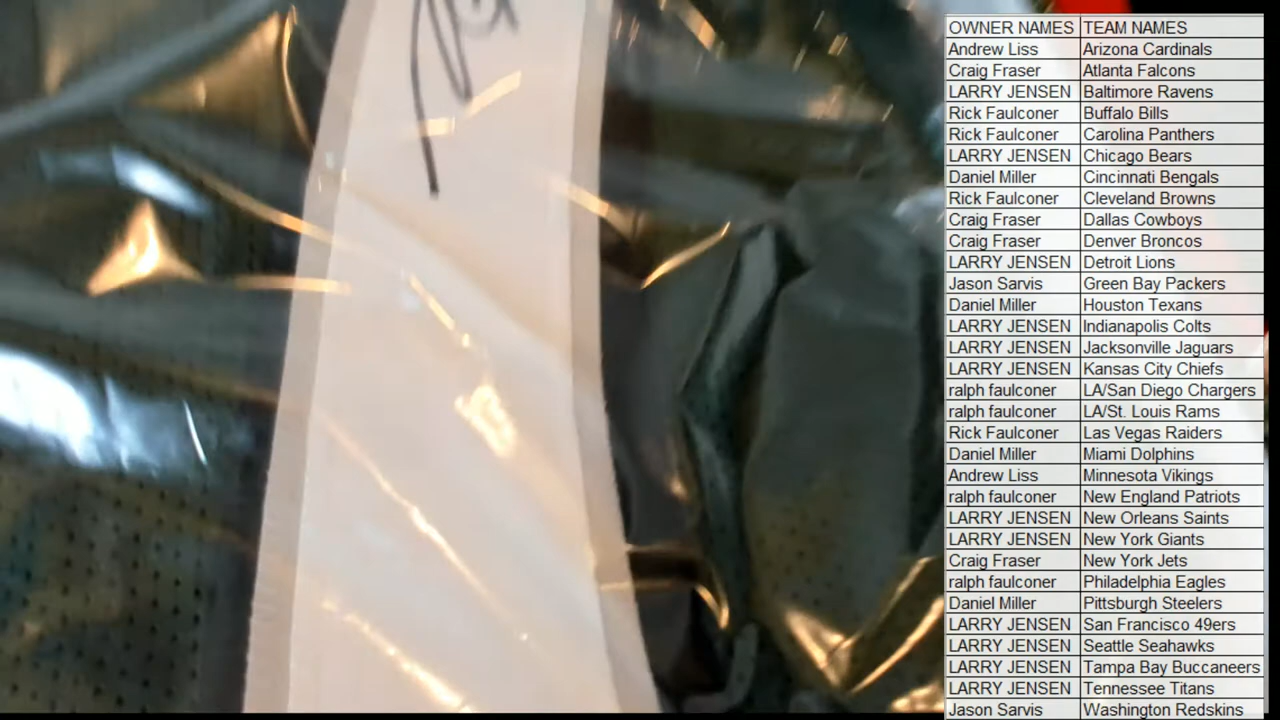 OWNER NAMES TEAM NAMES
Andrew Liss Arizona Cardinals
Craig Fraser Atlanta Falcons
LARRY JENSEN Baltimore Ravens
Rick Faulconer Buffalo Bills
Rick Faulconer Carolina Panthers
LARRY JENSEN Chicago Bears
Daniel Miller Cincinnati Bengals
Rick Faulconer Cleveland Browns
Craig Fraser Dallas Cowboys
Craig Fraser Denver Broncos
LARRY JENSEN Detroit Lions
Jason Sarvis Green Bay Packers
Daniel Miller Houston Texans
LARRY JENSEN Indianapolis Colts
LARRY JENSEN Jacksonville Jaguars
LARRY JENSEN Kansas City Chiefs
ralph faulconer LA/San Diego Chargers
ralph faulconer LA/St. Louis Rams
Rick Faulconer Las Vegas Raiders
Daniel Miller Miami Dolphins
Andrew Liss Minnesota Vikings
ralph faulconer New England Patriots
LARRY JENSEN New Orleans Saints
LARRY JENSEN New York Giants
Craig Fraser New York Jets
ralph faulconer Philadelphia Eagles
Daniel Miller Pittsburgh Steelers
LARRY JENSEN San Francisco 49ers
LARRY JENSEN Seattle Seahawks
LARRY JENSEN Tampa Bay Buccaneers
LARRY JENSEN Tennessee Titans
Jason Sarvis Washington Redskins